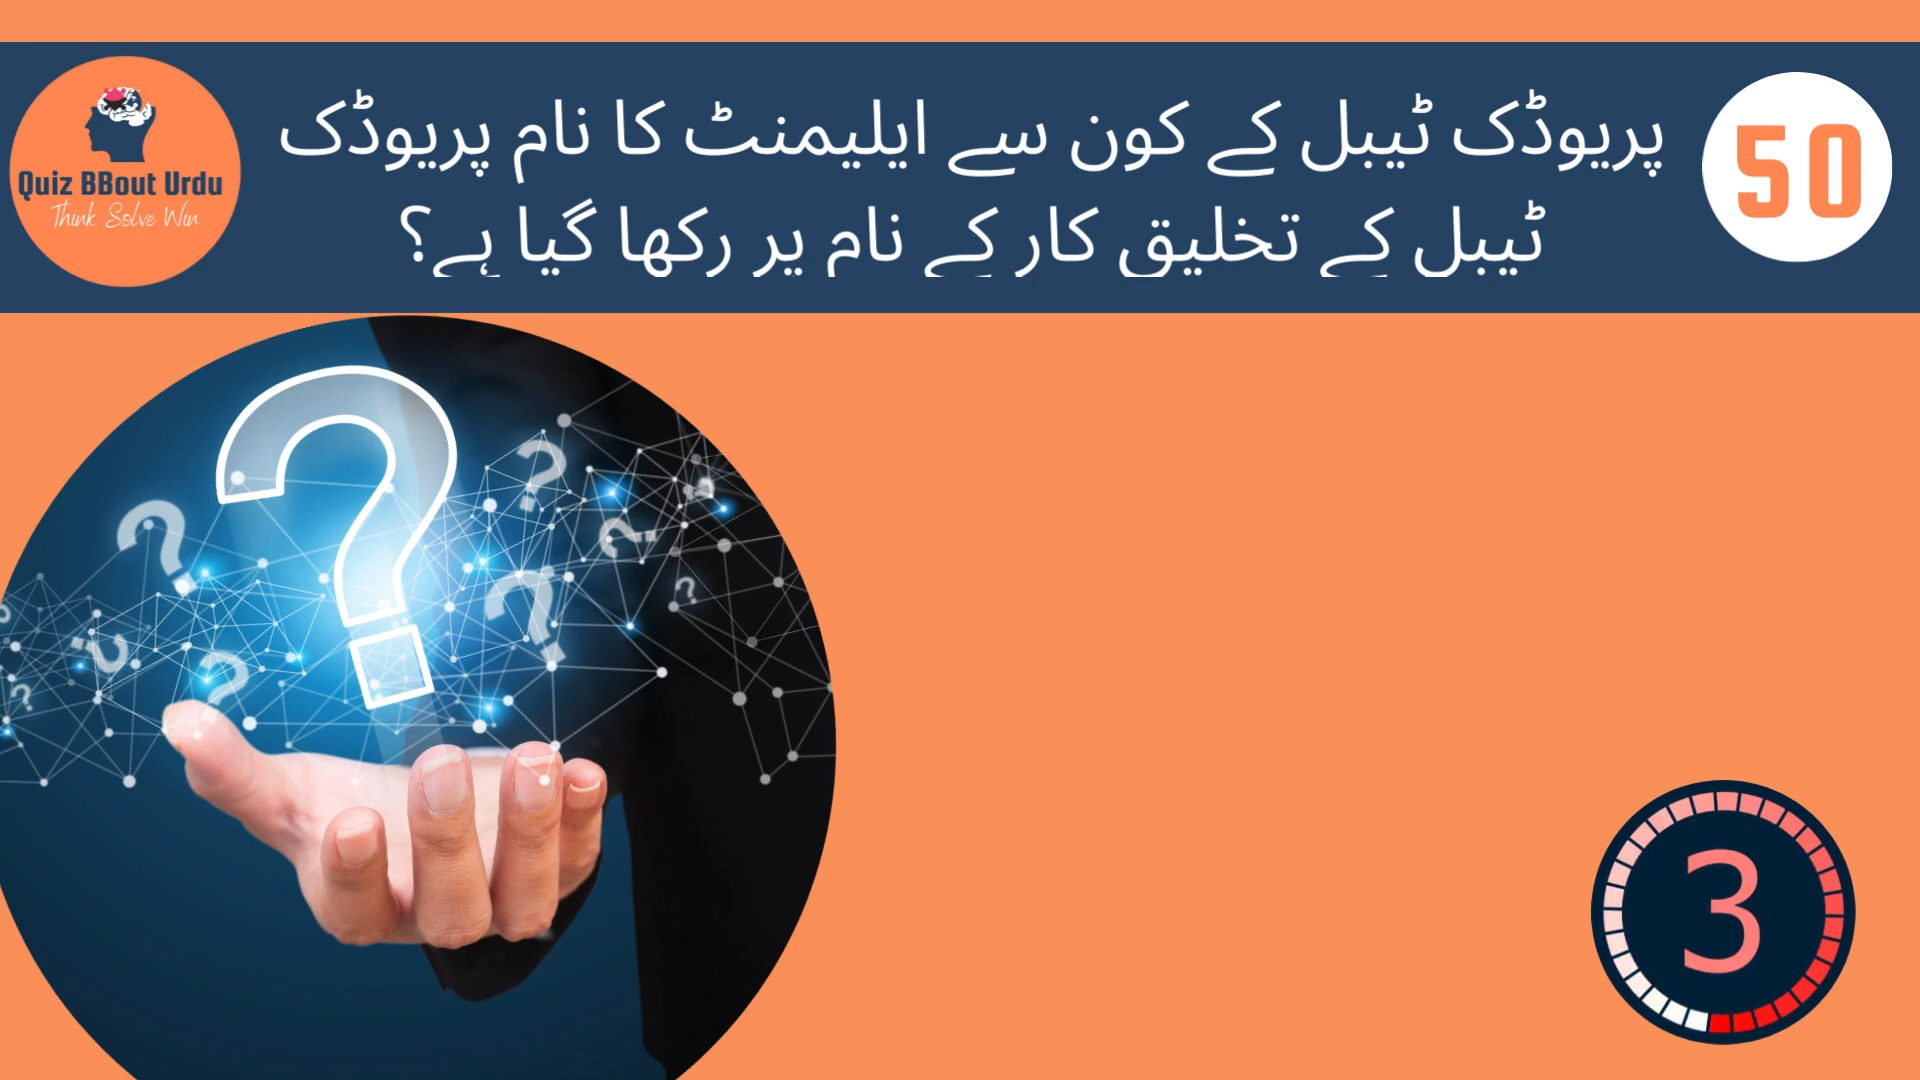 Quiz BBout Urdu
Think Solve Win
پریوڈک ٹیبل کے کون سے ایلیمنٹ کا نام پریوڈک
ٹیبل کے تخلیق کار کے نام پر رکھا گیا ہے؟
50
3